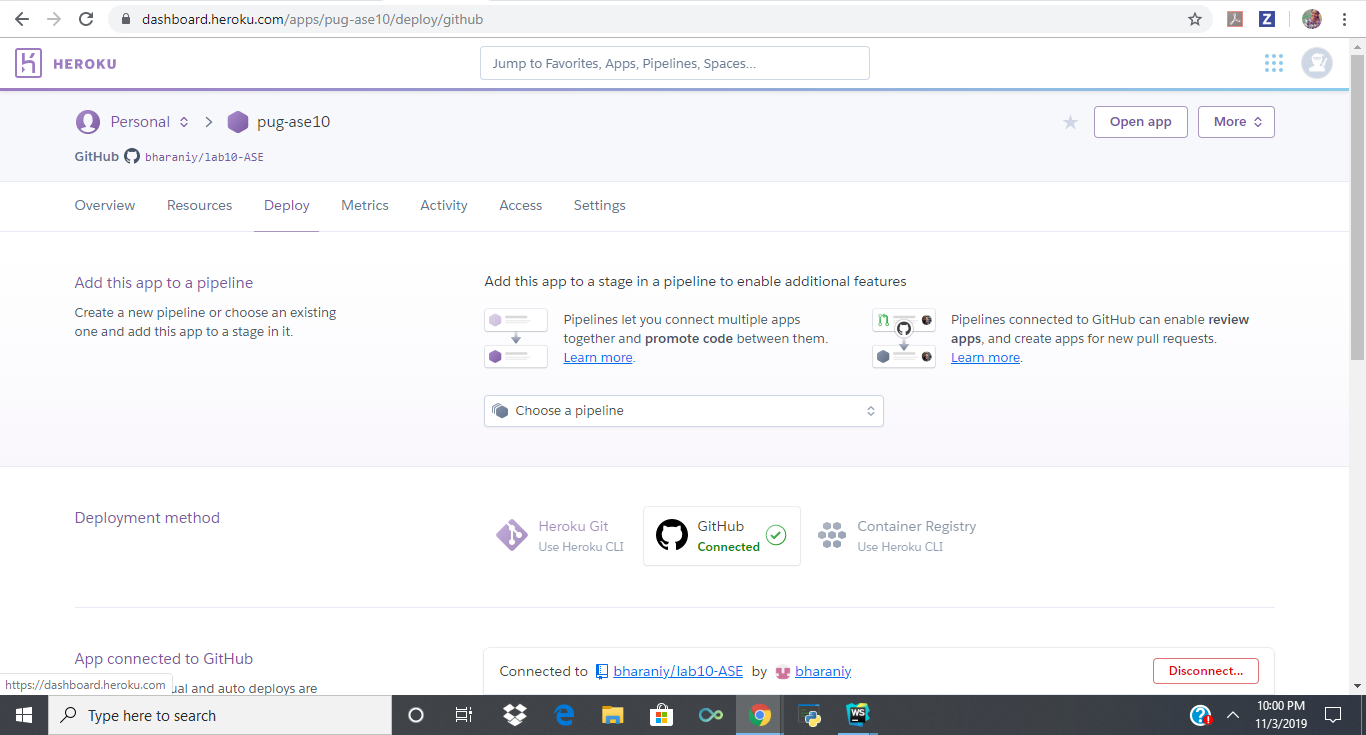 dashboard.heroku.com/apps/pug-ase10/deploy/github
HEROKU
Jump to Favorites, Apps, Pipelines, Spaces...
Personal
pug-ase10
Open app
More
GitHub bharaniy/lab10-ASE
Overview Resources Deploy Metrics Activity Access Settings
Add this app to a pipeline
Create a new pipeline or choose an existing
one and add this app to a stage in it.
Add this app to a stage in a pipeline to enable additional features
Pipelines let you connect multiple apps
together and promote code between them.
Learn more.
Pipelines connected to GitHub can enable review
apps, and create apps for new pull requests.
Learn more.
Choose a pipeline
Deployment method
Heroku Git
Use Heroku CLI
GitHub
Connected
Container Registry
Use Heroku CLI
App connected to GitHub
ual and auto deploys are
Connected to bharaniy/lab10-ASE by bharaniy
Disconnect...
https://dashboard.heroku.com
Type here to search
WS
10:00 PM
11/3/2019